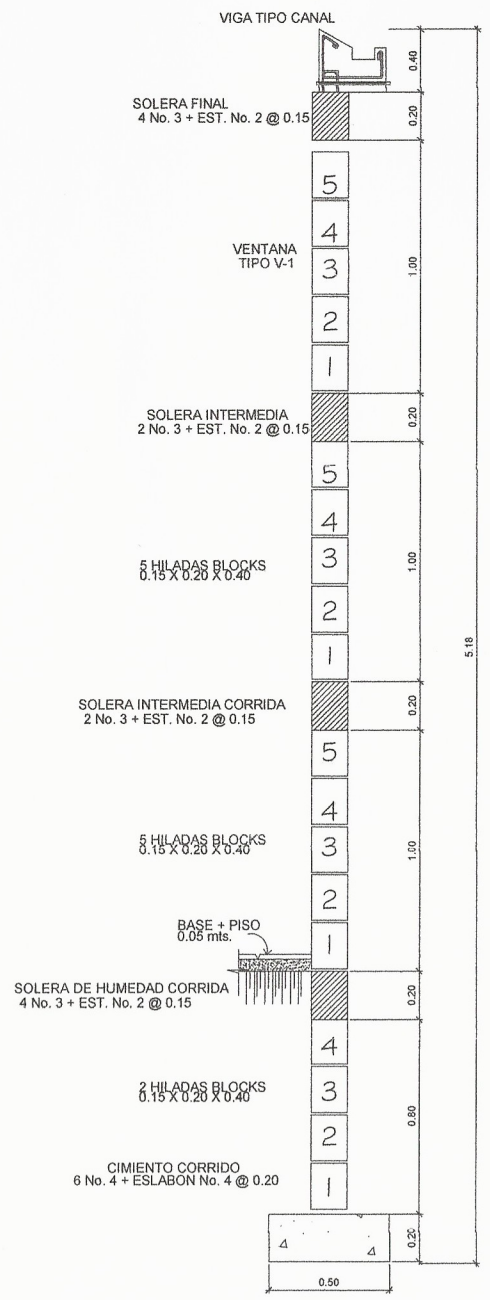 VIGA TIPO CANAL
0.40
SOLERA FINAL
4 No. 3 + EST. No. 2 @ 0.15
0.20
5
4
VENTANA
TIPO V-1
3
1.00
2
1
SOLERA INTERMEDIA
2 No. 3 + EST. No. 2 @ 0.15
0.20
5
4
5 HILADAS BLOCKS
0.15 X 0.20 X 0.40
3
1.00
2
1
5.18
SOLERA INTERMEDIA CORRIDA
2 No. 3 + EST. No. 2 @ 0.15
0.20
5
4
5 HILADAS BLOCKS
0.15 X 0.20 X 0.40
3
1.00
2
BASE + PISO
0.05 mts.
1
SOLERA DE HUMEDAD CORRIDA
4 No. 3 + EST. No. 2 @ 0.15
0.20
4
2 HILADAS BLOCKS
0.15 X 0.20 X 0.40
3
0.80
2
CIMIENTO CORRIDO
6 No. 4 + ESLABON No. 4 @ 0.20
1
0.20
0.50